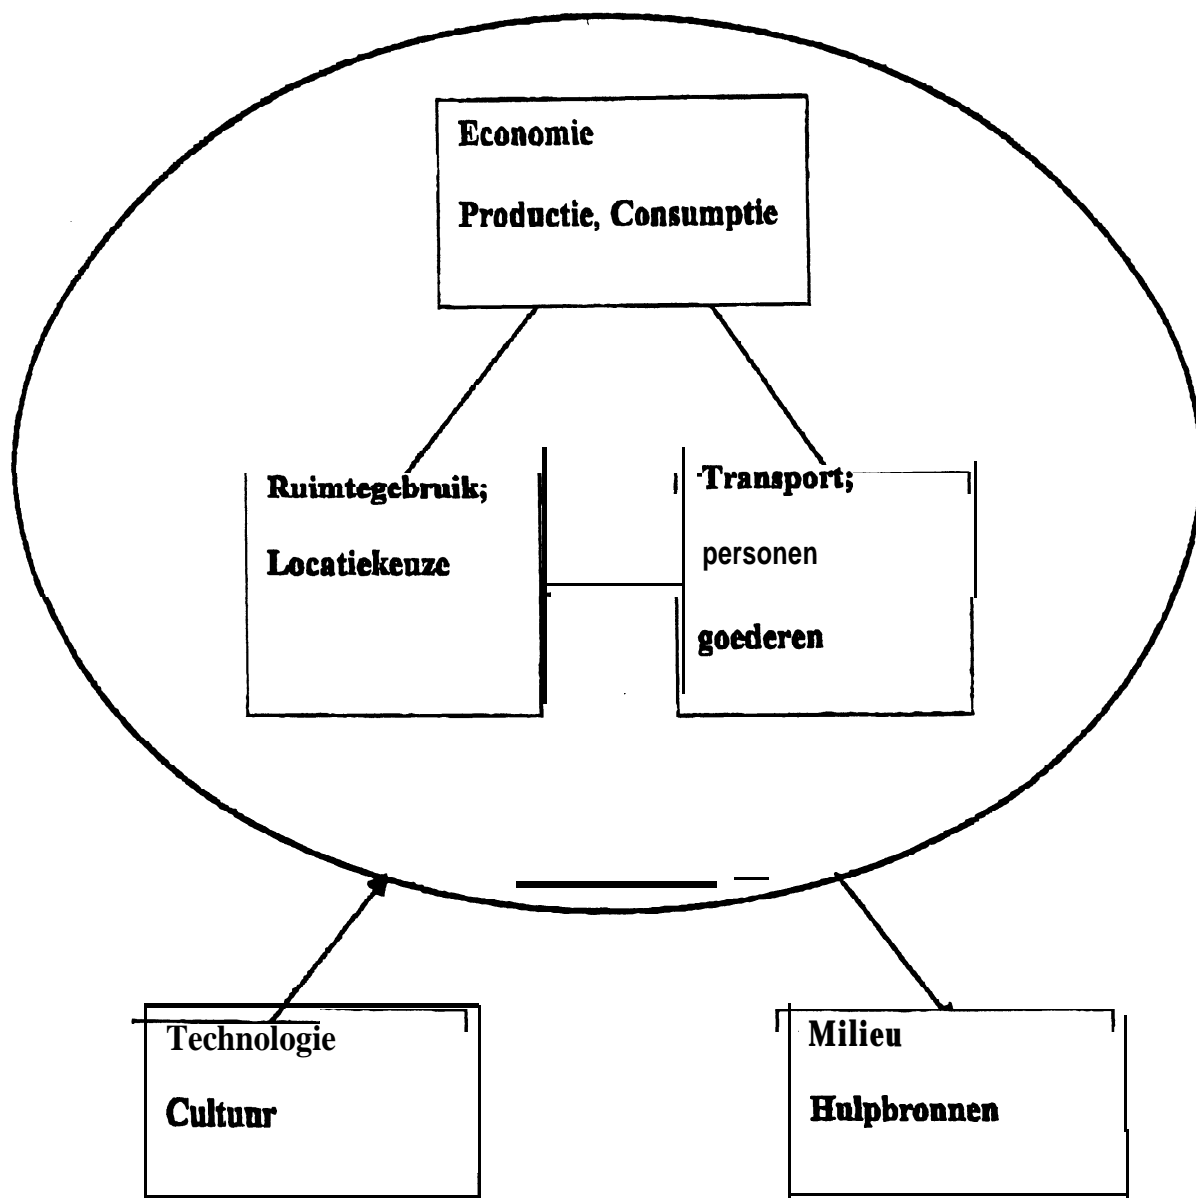 Economie
Productie, Consumptie
Ruimtegebruik;
Locatiekeuze
Transport;
personen
goederen
Technologie
Cultuur
Milieu
Hulpbronnen